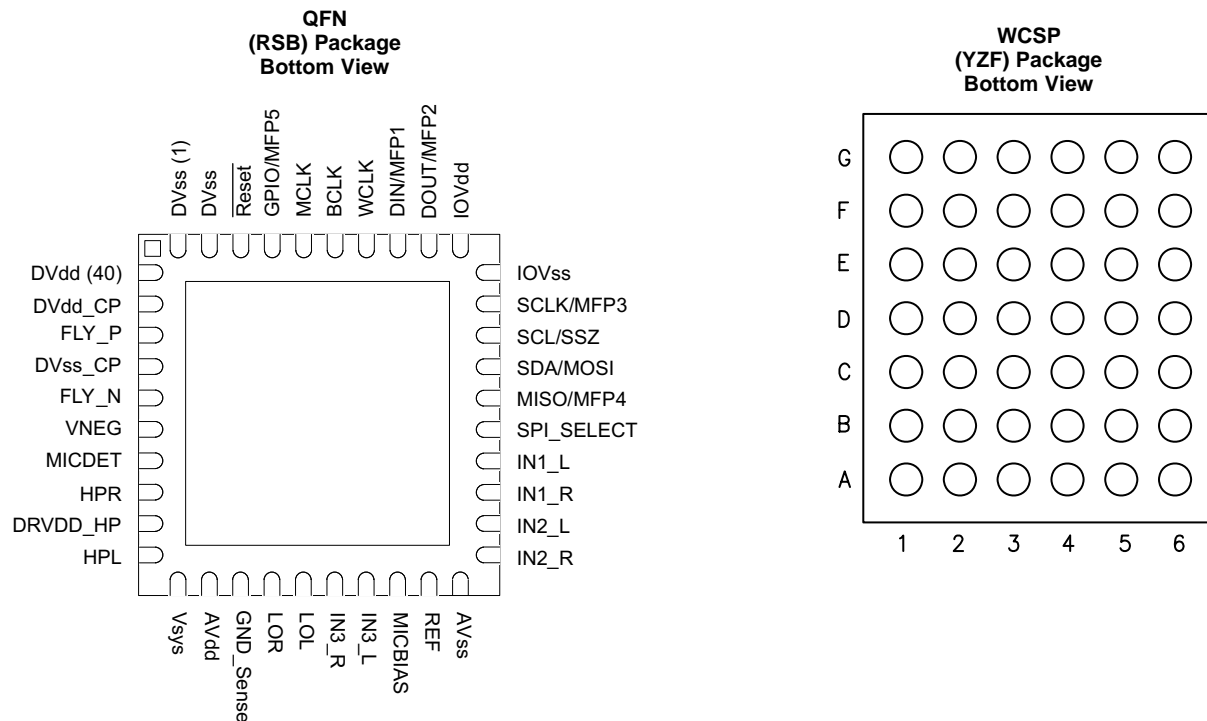 QFN
(RSB) Package
Bottom View
DVss (1)
DVss
Reset
GPIO/MFP5
MCLK
BCLK
WCLK
DIN/MFP1
DOUT/MFP2
IOVdd
DVdd (40)
DVdd_CP
FLY_P
DVss_CP
FLY_N
VNEG
MICDET
HPR
DRVDD_HP
HPL
IOVss
SCLK/MFP3
SCL/SSZ
SDA/MOSI
MISO/MFP4
SPI_SELECT
IN1_L
IN1_R
IN2_L
IN2_R
Vsys
AVdd
GND_Sense
LOR
LOL
IN3_R
IN3_L
MICBIAS
REF
AVss
WCSP
(YZF) Package
Bottom View
G
F
E
D
C
B
A
1 2 3 4 5 6